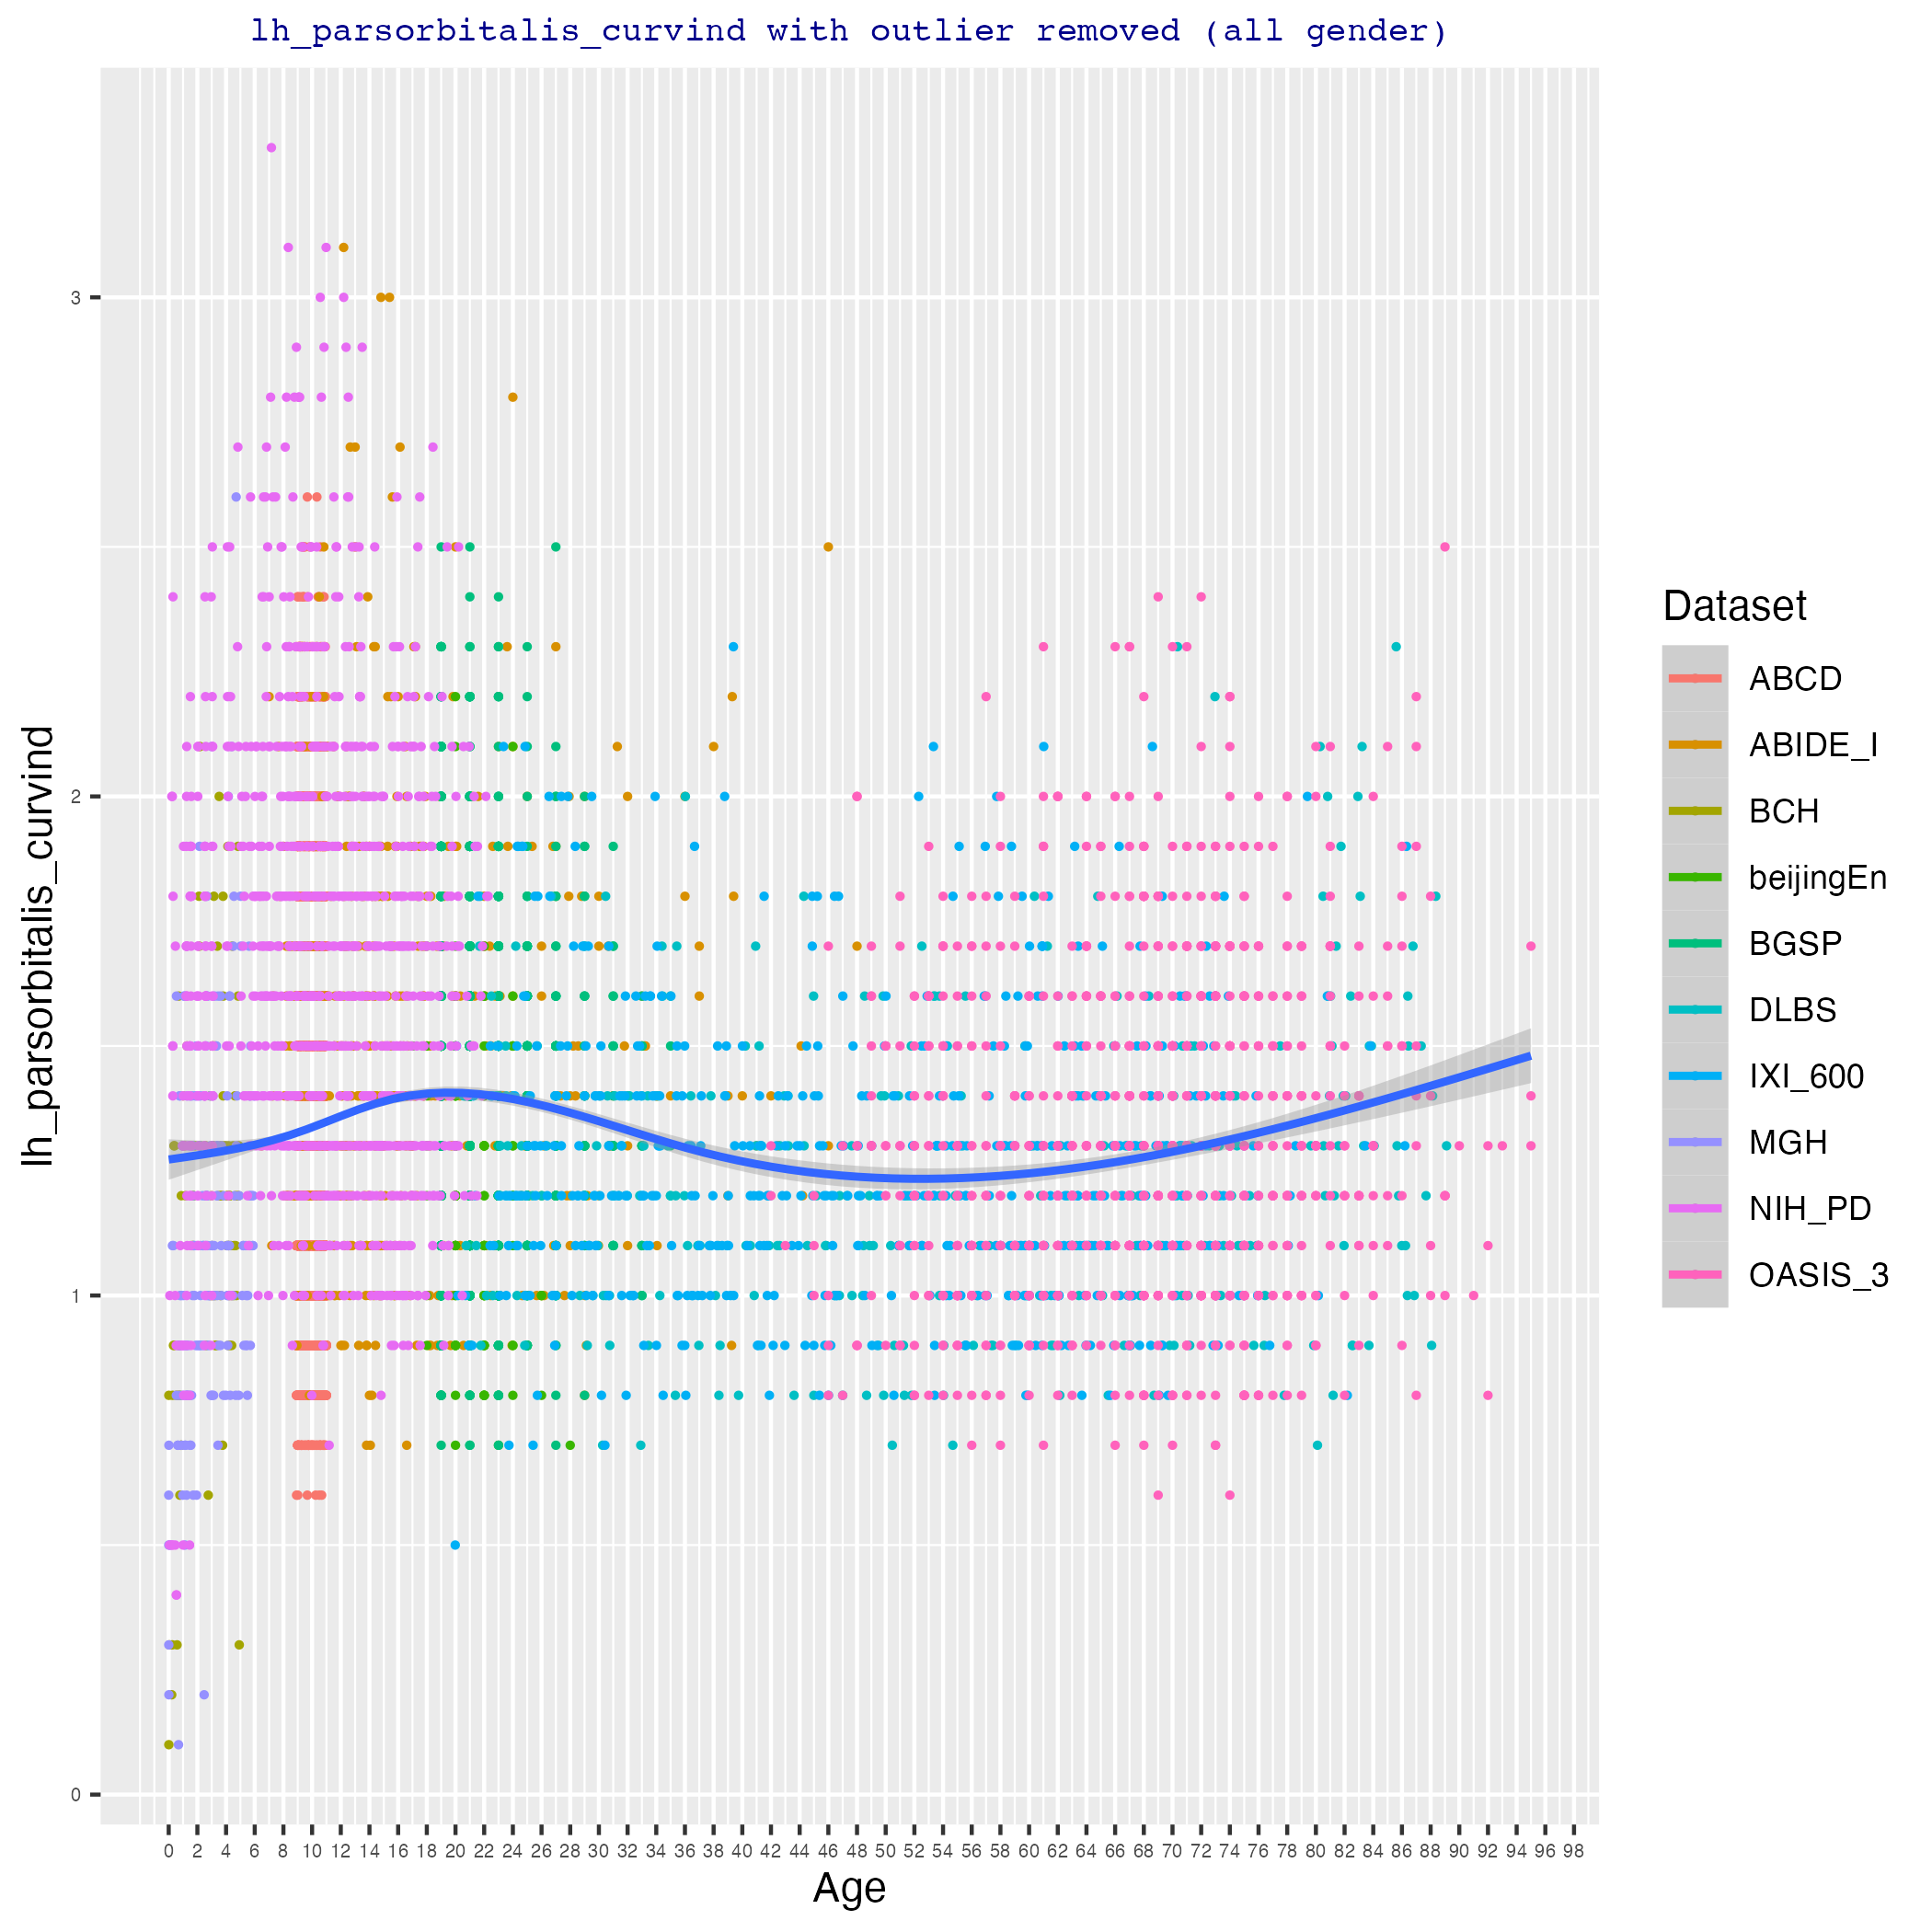 lh_parsorbitalis_curvind with outlier removed (all gender)
lh_parsorbitalis_curvind
3
2
1
0
0 2 4 6 8 10 12 14 16 18 20 22 24 26 28 30 32 34 36 38 40 42 44 46 48 50 52 54 56 58 60 62 64 66 68 70 72 74 76 78 80 82 84 86 88 90 92 94 96 98
Age
Dataset
ABCD
ABIDE_I
BCH
beijingEn
BGSP
DLBS
IXI_600
MGH
NIH_PD
OASIS_3